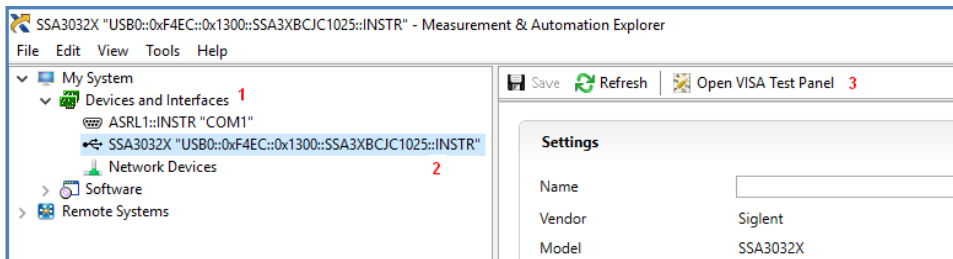 SSA3032X "USB0::0xF4EC::0x1300::SSA3XBCJC1025::INSTR" - Measurement & Automation Explorer
File Edit View Tools Help
My System
Devices and Interfaces 1
ASRL1::INSTR "COM1"
SSA3032X "USB0::0xF4EC::0x1300::SSA3XBCJC1025::INSTR"
Network Devices 2
Software
Remote Systems
Save Refresh Open VISA Test Panel 3
Settings
Name
Vendor Siglent
Model SSA3032X